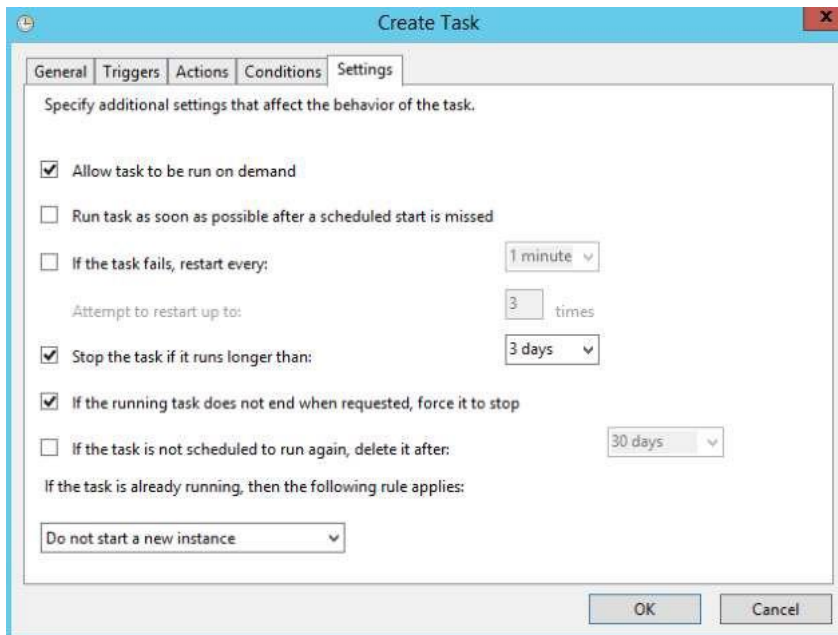 Create Task
x
General Triggers Actions Conditions Settings
Specify additional settings that affect the behavior of the task.
Allow task to be run on demand
Run task as soon as possible after a scheduled start is missed
If the task fails, restart every: 1 minute
Attempt to restart up to: 3 times
Stop the task if it runs longer than: 3 days
If the running task does not end when requested, force it to stop
If the task is not scheduled to run again, delete it after: 30 days
If the task is already running, then the following rule applies:
Do not start a new instance
OK Cancel